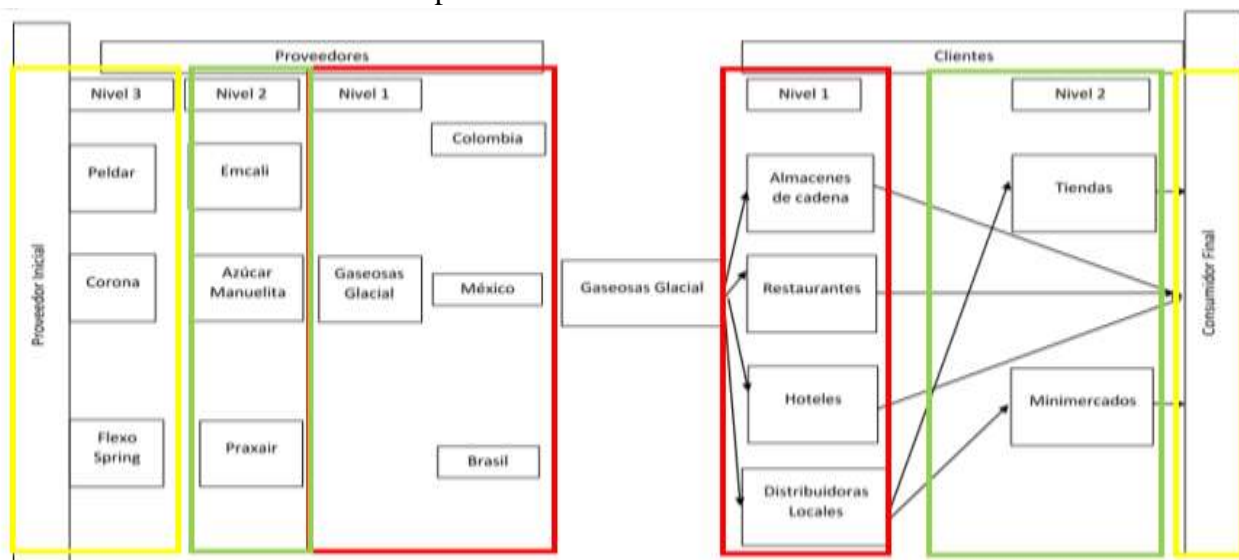 Proveedores
Clientes
Proveedor Inicial
Nivel 3
Nivel 2
Nivel 1
Nivel 1
Nivel 2
Colombia
Peldar
Emcali
Almacenes
de cadena
Tiendas
Corona
Azúcar
Manuelita
Gaseosas
Glacial
México
Gaseosas Glacial
Restaurantes
Consumidor Final
Hoteles
Minimercados
Flexo
Spring
Praxair
Brasil
Distribuidoras
Locales